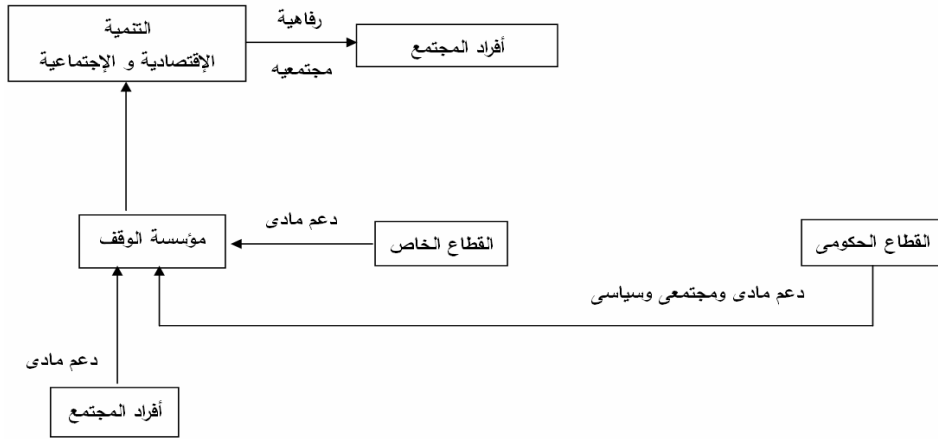 التنمية
الإقتصادية و الإجتماعية
رفاهية
مجتمعيه
أفراد المجتمع
مؤسسة الوقف
دعم مادى
القطاع الخاص
القطاع الحكومى
دعم مادى ومجتمعى وسياسى
دعم مادى
أفراد المجتمع